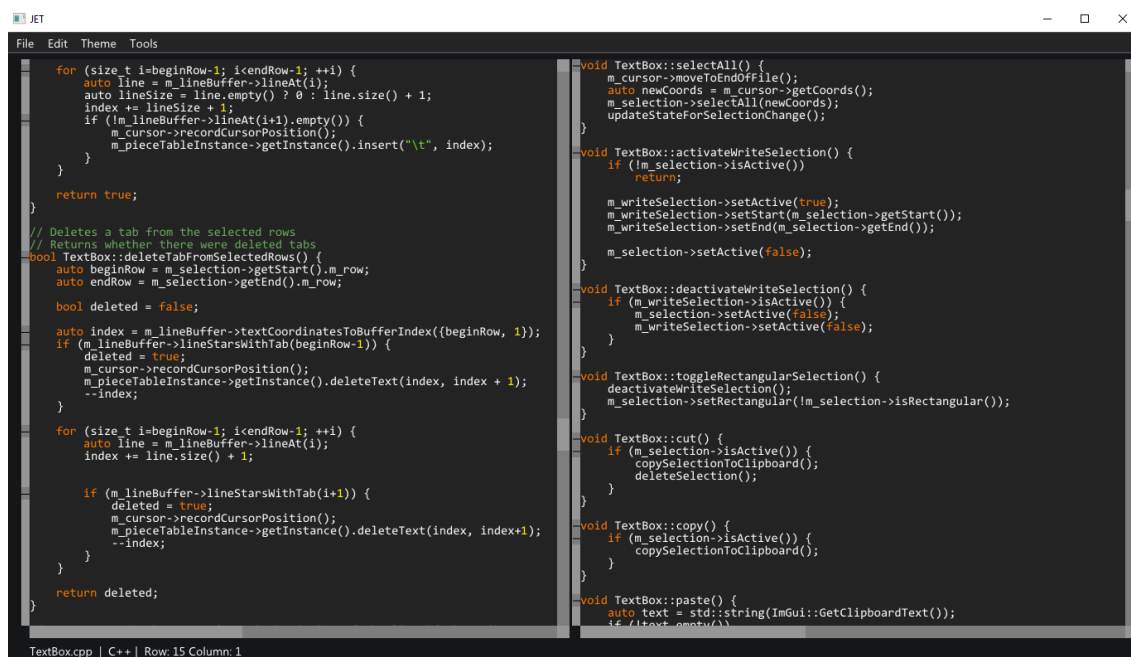 JET
File Edit Theme Tools
for (size_t i=beginRow-1; i<endRow-1; ++i) {
auto line = m_lineBuffer->lineAt(i);
auto lineSize = line.empty() ? 0 : line.size() + 1;
index += lineSize + 1;
if (!m_lineBuffer->lineAt(i+1).empty()) {
m_cursor->recordCursorPosition();
m_pieceTableInstance->getInstance().insert("\t", index);
}
}
return true;
}
// Deletes a tab from the selected rows
// Returns whether there were deleted tabs
bool TextBox::deleteTabFromSelectedRows() {
auto beginRow = m_selection->getStart().m_row;
auto endRow = m_selection->getEnd().m_row;
bool deleted = false;
auto index = m_lineBuffer->textCoordinatesToBufferIndex({beginRow, 1});
if (m_lineBuffer->lineStarsWithTab(beginRow-1)) {
deleted = true;
m_cursor->recordCursorPosition();
m_pieceTableInstance->getInstance().deleteText(index, index + 1);
--index;
}
for (size_t i=beginRow-1; i<endRow-1; ++i) {
auto line = m_lineBuffer->lineAt(i);
index += line.size() + 1;
if (m_lineBuffer->lineStarsWithTab(i+1)) {
deleted = true;
m_cursor->recordCursorPosition();
m_pieceTableInstance->getInstance().deleteText(index, index+1);
--index;
}
}
return deleted;
}
void TextBox::selectAll() {
m_cursor->moveToEndOfFile();
auto newCoords = m_cursor->getCoords();
m_selection->selectAll(newCoords);
updateStateForSelectionChange();
}
void TextBox::activateWriteSelection() {
if (!m_selection->isActive())
return;
m_writeSelection->setActive(true);
m_writeSelection->setStart(m_selection->getStart());
m_writeSelection->setEnd(m_selection->getEnd());
m_selection->setActive(false);
}
void TextBox::deactivateWriteSelection() {
if (m_writeSelection->isActive()) {
m_selection->setActive(false);
m_writeSelection->setActive(false);
}
}
void TextBox::toggleRectangularSelection() {
deactivateWriteSelection();
m_selection->setRectangular(!m_selection->isRectangular());
}
void TextBox::cut() {
if (m_selection->isActive()) {
copySelectionToClipboard();
deleteSelection();
}
}
void TextBox::copy() {
if (m_selection->isActive()) {
copySelectionToClipboard();
}
}
void TextBox::paste() {
auto text = std::string(ImGui::GetClipboardText());
if (!text.empty())
TextBox.cpp | C++ | Row: 15 Column: 1